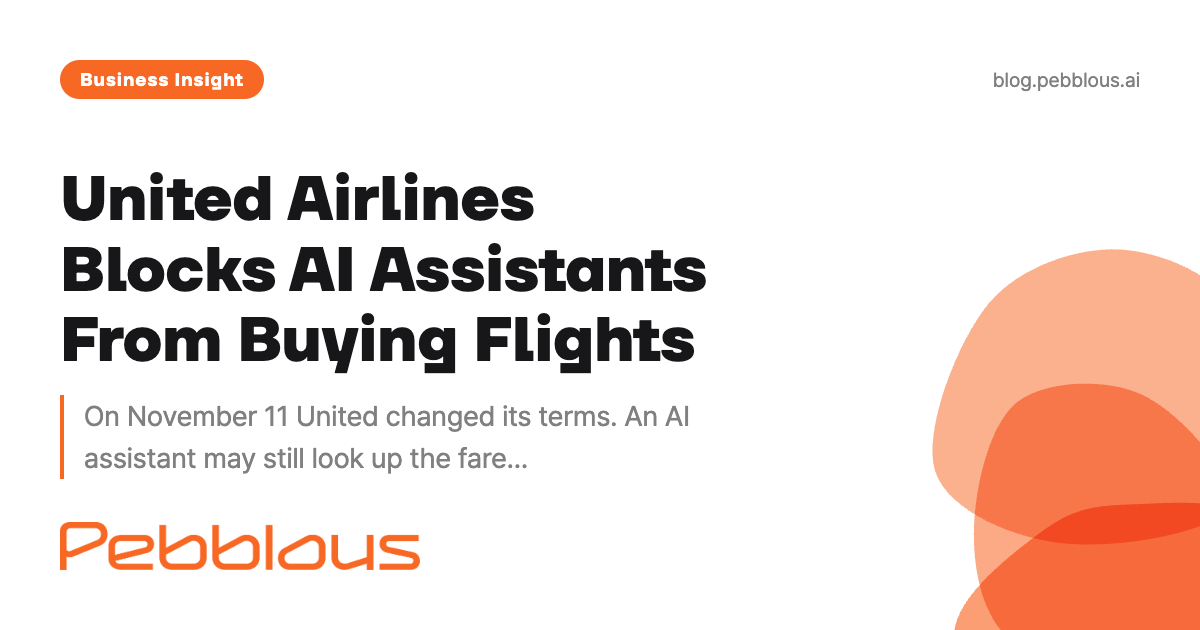 Business Insight
blog.pebblous.ai
United Airlines
Blocks AI Assistants
From Buying Flights
On November 11 United changed its terms. An AI
assistant may still look up the fare...
Pebblous